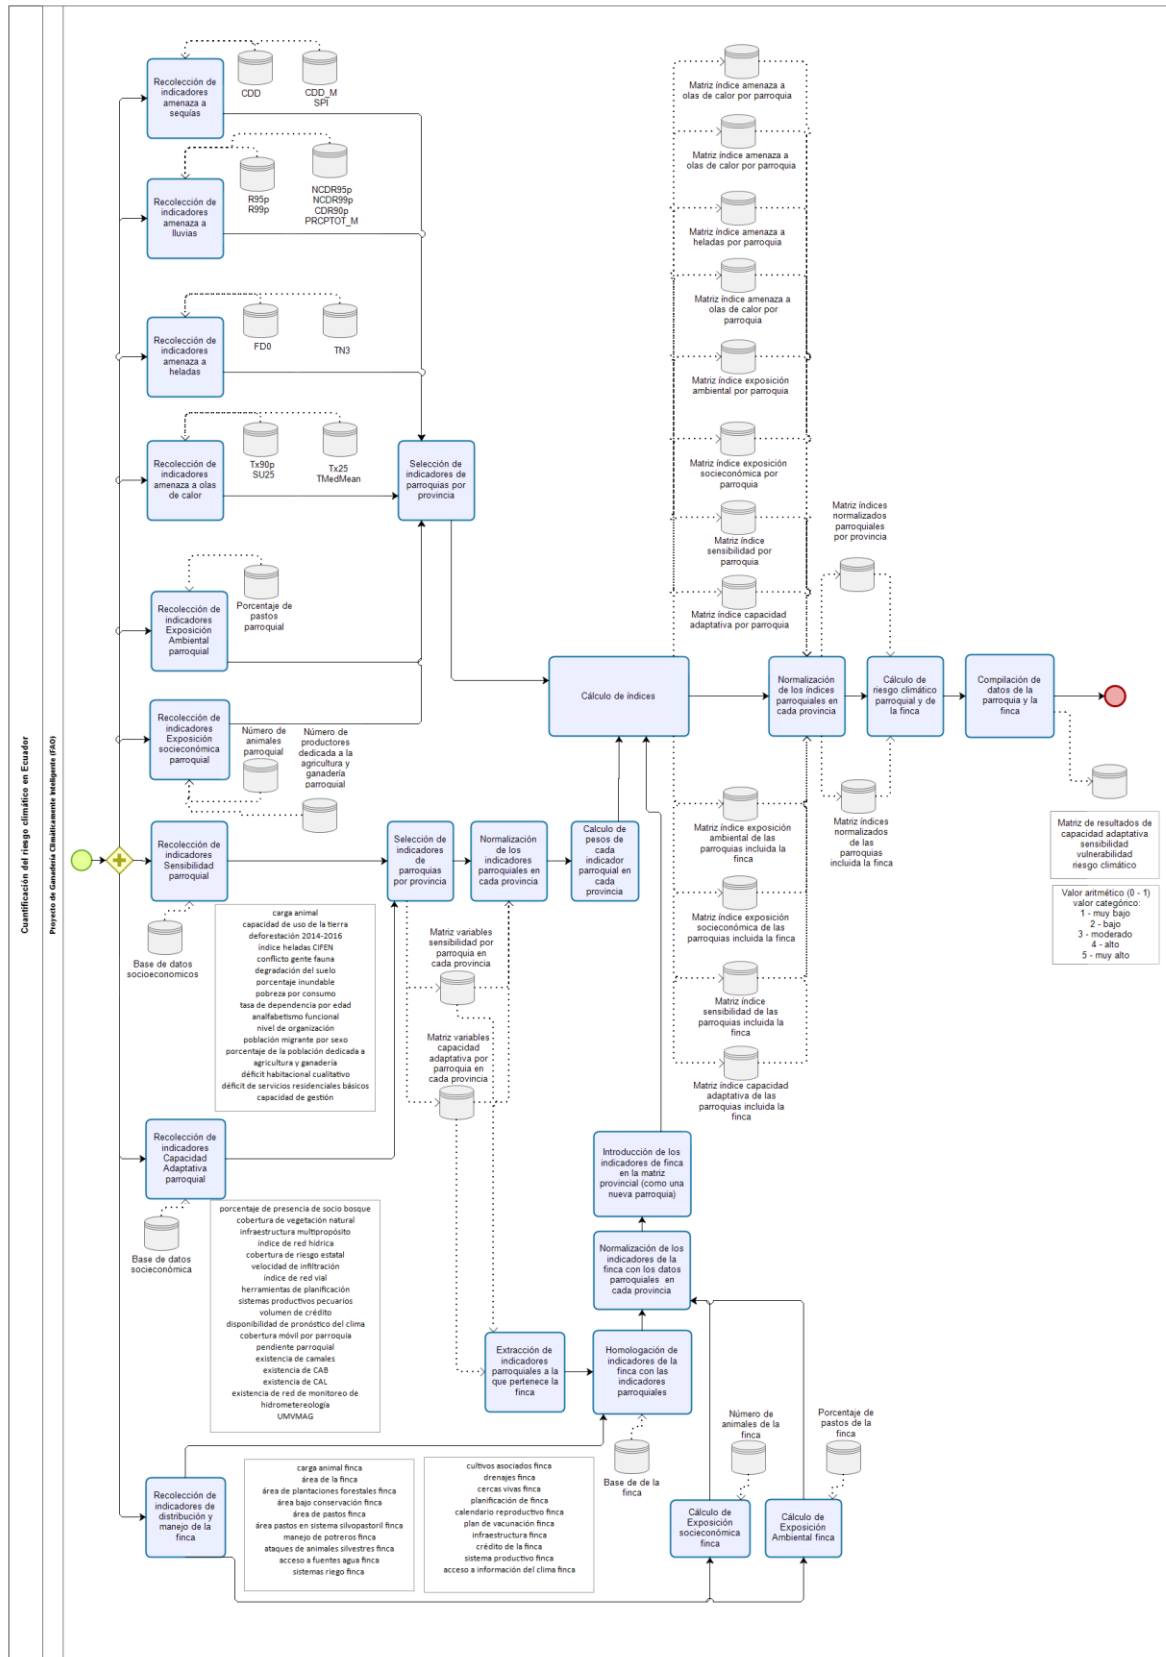 Cuantificación del riesgo climático en Ecuador
Proyecto de Ganadería Climáticamente Inteligente (FAO)
Recolección de
indicadores
amenaza a
sequías
CDD
CDD_M
SPI
Recolección de
indicadores
amenaza a
lluvias
R95p
R99p
NCDR95p
NCDR99p
CDR90p
PRCPTOT_M
Recolección de
indicadores
amenaza a
heladas
FD0
TN3
Recolección de
indicadores
amenaza a olas
de calor
Tx90p
SU25
Tx25
TMedMean
Selección de
indicadores de
parroquias por
provincia
Recolección de
indicadores
Exposición
Ambiental
parroquial
Porcentaje de
pastos
parroquial
Recolección de
indicadores
Exposición
socioeconómica
parroquial
Número de
animales
parroquial
Número de
productores
dedicada a la
agricultura y
ganadería
parroquial
Recolección de
indicadores
Sensibilidad
parroquial
Base de datos
socioeconomicos
carga animal
capacidad de uso de la tierra
deforestación 2014-2016
índice heladas CIFEN
conflicto gente fauna
degradación del suelo
porcentaje inundable
pobreza por consumo
tasa de dependencia por edad
analfabetismo funcional
nivel de organización
población migrante por sexo
porcentaje de la población dedicada a
agricultura y ganadería
déficit habitacional cualitativo
déficit de servicios residenciales básicos
capacidad de gestión
Selección de
indicadores
de
parroquias
por provincia
Normalización
de los
indicadores
parroquiales en
cada provincia
Calculo de
pesos de
cada
indicador
parroquial en
cada
provincia
Matriz variables
sensibilidad por
parroquia en
cada provincia
Matriz variables
capacidad
adaptativa por
parroquia en
cada provincia
Recolección de
indicadores
Capacidad
Adaptativa
parroquial
Base de datos
socioeconómica
porcentaje de presencia de socio bosque
cobertura de vegetación natural
infraestructura multipropósito
índice de red hídrica
cobertura de riesgo estatal
velocidad de infiltración
índice de red vial
herramientas de planificación
sistemas productivos pecuarios
volumen de crédito
disponibilidad de pronóstico del clima
cobertura móvil por parroquia
pendiente parroquial
existencia de camales
existencia de CAB
existencia de CAL
existencia de red de monitoreo de
hidrometereología
UMVMAG
Recolección de
indicadores de
distribución y
manejo de la
finca
carga animal finca
área de la finca
área de plantaciones forestales finca
área bajo conservación finca
área de pastos finca
área pastos en sistema silvopastoril finca
manejo de potreros finca
ataques de animales silvestres finca
acceso a fuentes agua finca
sistemas riego finca
cultivos asociados finca
drenajes finca
cercas vivas finca
planificación de finca
calendario reproductivo finca
plan de vacunación finca
infraestructura finca
crédito de la finca
sistema productivo finca
acceso a información del clima finca
Extracción de
indicadores
parroquiales a la
que pertenece la
finca
Homologación de
indicadores de la
finca con las
indicadores
parroquiales
Base de de la
finca
Normalización de los
indicadores de la
finca con los datos
parroquiales en
cada provincia
Introducción de los
indicadores de finca
en la matriz
provincial (como una
nueva parroquia)
Número de
animales de la
finca
Porcentaje de
pastos de la
finca
Cálculo de
Exposición
socioeconómica
finca
Cálculo de
Exposición
Ambiental finca
Cálculo de índices
Matriz índice amenaza a
olas de calor por parroquia
Matriz índice amenaza a
olas de calor por parroquia
Matriz índice amenaza a
heladas por parroquia
Matriz índice amenaza a
olas de calor por
parroquia
Matriz índice exposición
ambiental por
parroquia
Matriz índice exposición
socioeconómica por
parroquia
Matriz índice
sensibilidad por
parroquia
Matriz índice capacidad
adaptativa por parroquia
Matriz índice exposición
ambiental de las
parroquias incluida la
finca
Matriz índice exposición
socioeconómica de las
parroquias incluida la
finca
Matriz índice
sensibilidad de las
parroquias incluida la
finca
Matriz índice capacidad
adaptativa de las
parroquias incluida la
finca
Normalización
de los índices
parroquiales en
cada provincia
Matriz índices
normalizados
parroquiales
por provincia
Matriz índices
normalizados
de las
parroquias
incluida la finca
Cálculo de
riesgo climático
parroquial y de
la finca
Compilación de
datos de la
parroquia y la
finca
Matriz de resultados de
capacidad adaptativa
sensibilidad
vulnerabilidad
riesgo climático
Valor aritmético (0 - 1)
valor categórico:
1 - muy bajo
2 - bajo
3 - moderado
4 - alto
5 - muy alto